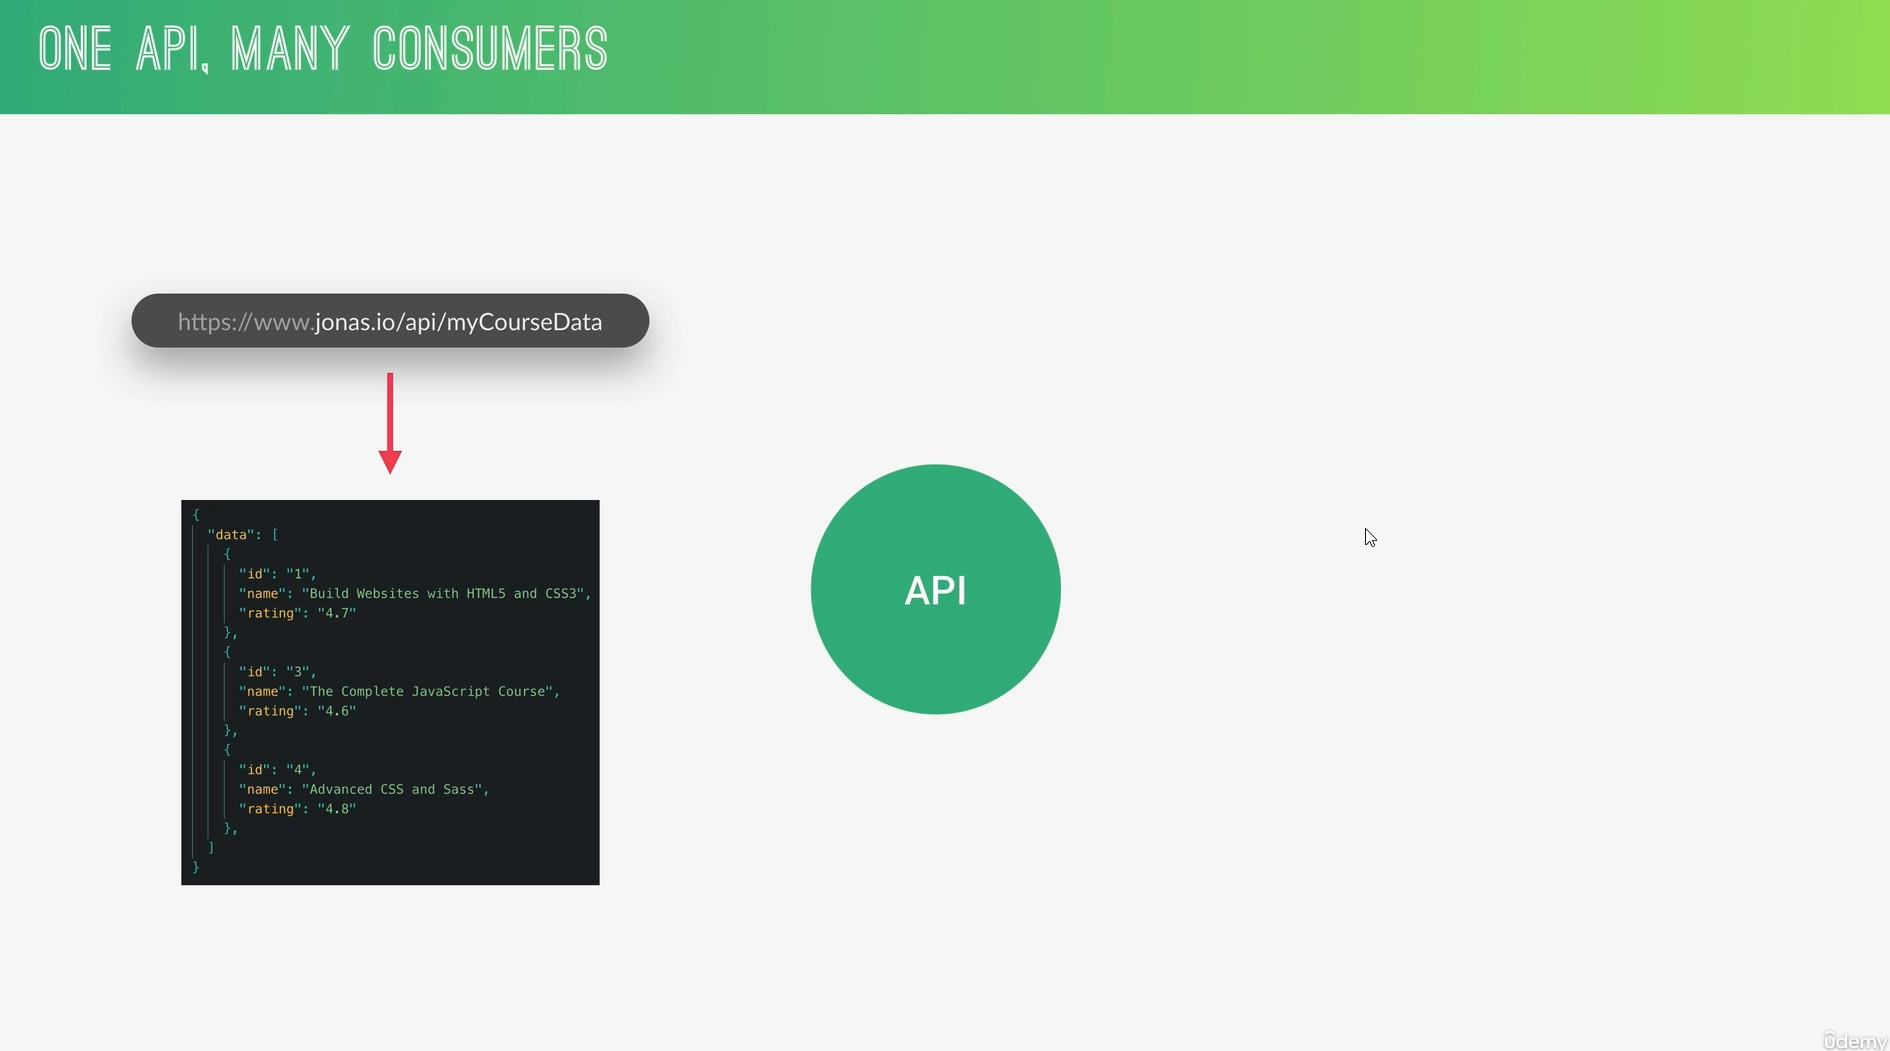 ONE API, MANY CONSUMERS
https://www.jonas.io/api/myCourseData
{
"data": [
{
"id": "1",
"name": "Build Websites with HTML5 and CSS3",
"rating": "4.7"
},
{
"id": "3",
"name": "The Complete JavaScript Course",
"rating": "4.6"
},
{
"id": "4",
"name": "Advanced CSS and Sass",
"rating": "4.8"
},
]
}
API
ûdemy